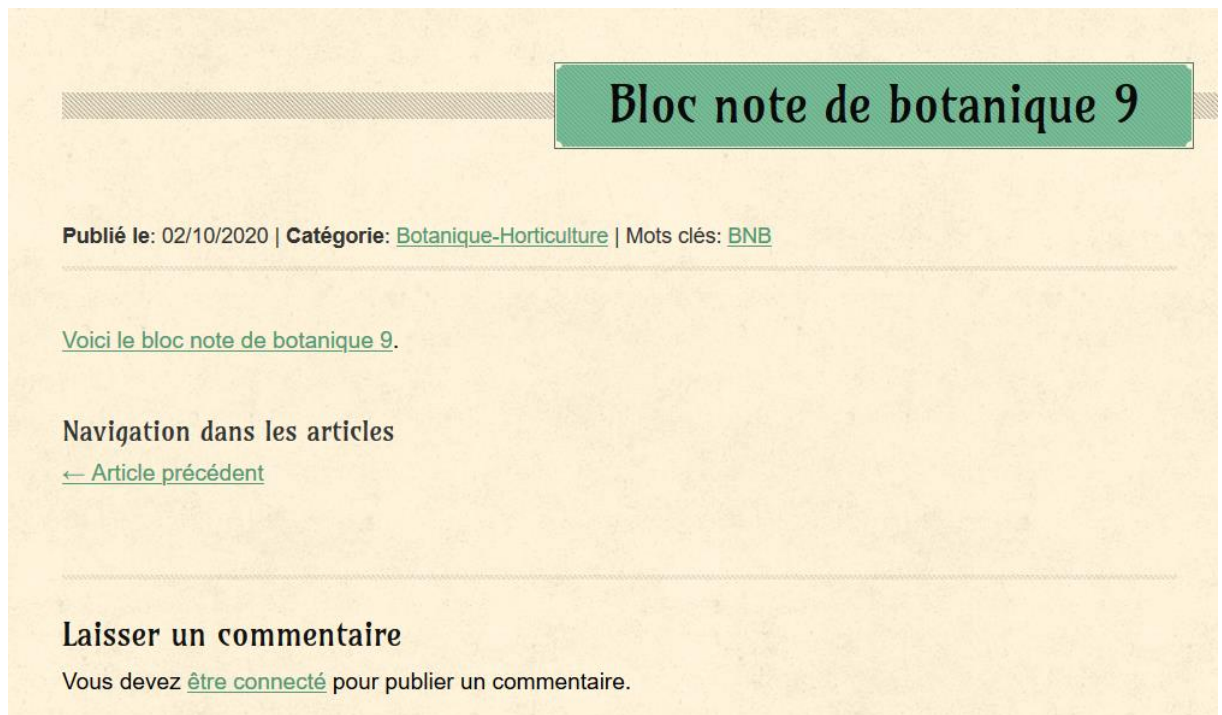 Bloc note de botanique 9
Publié le: 02/10/2020 | Catégorie: Botanique-Horticulture | Mots clés: BNB
Voici le bloc note de botanique 9.
Navigation dans les articles
← Article précédent
Laisser un commentaire
Vous devez être connecté pour publier un commentaire.